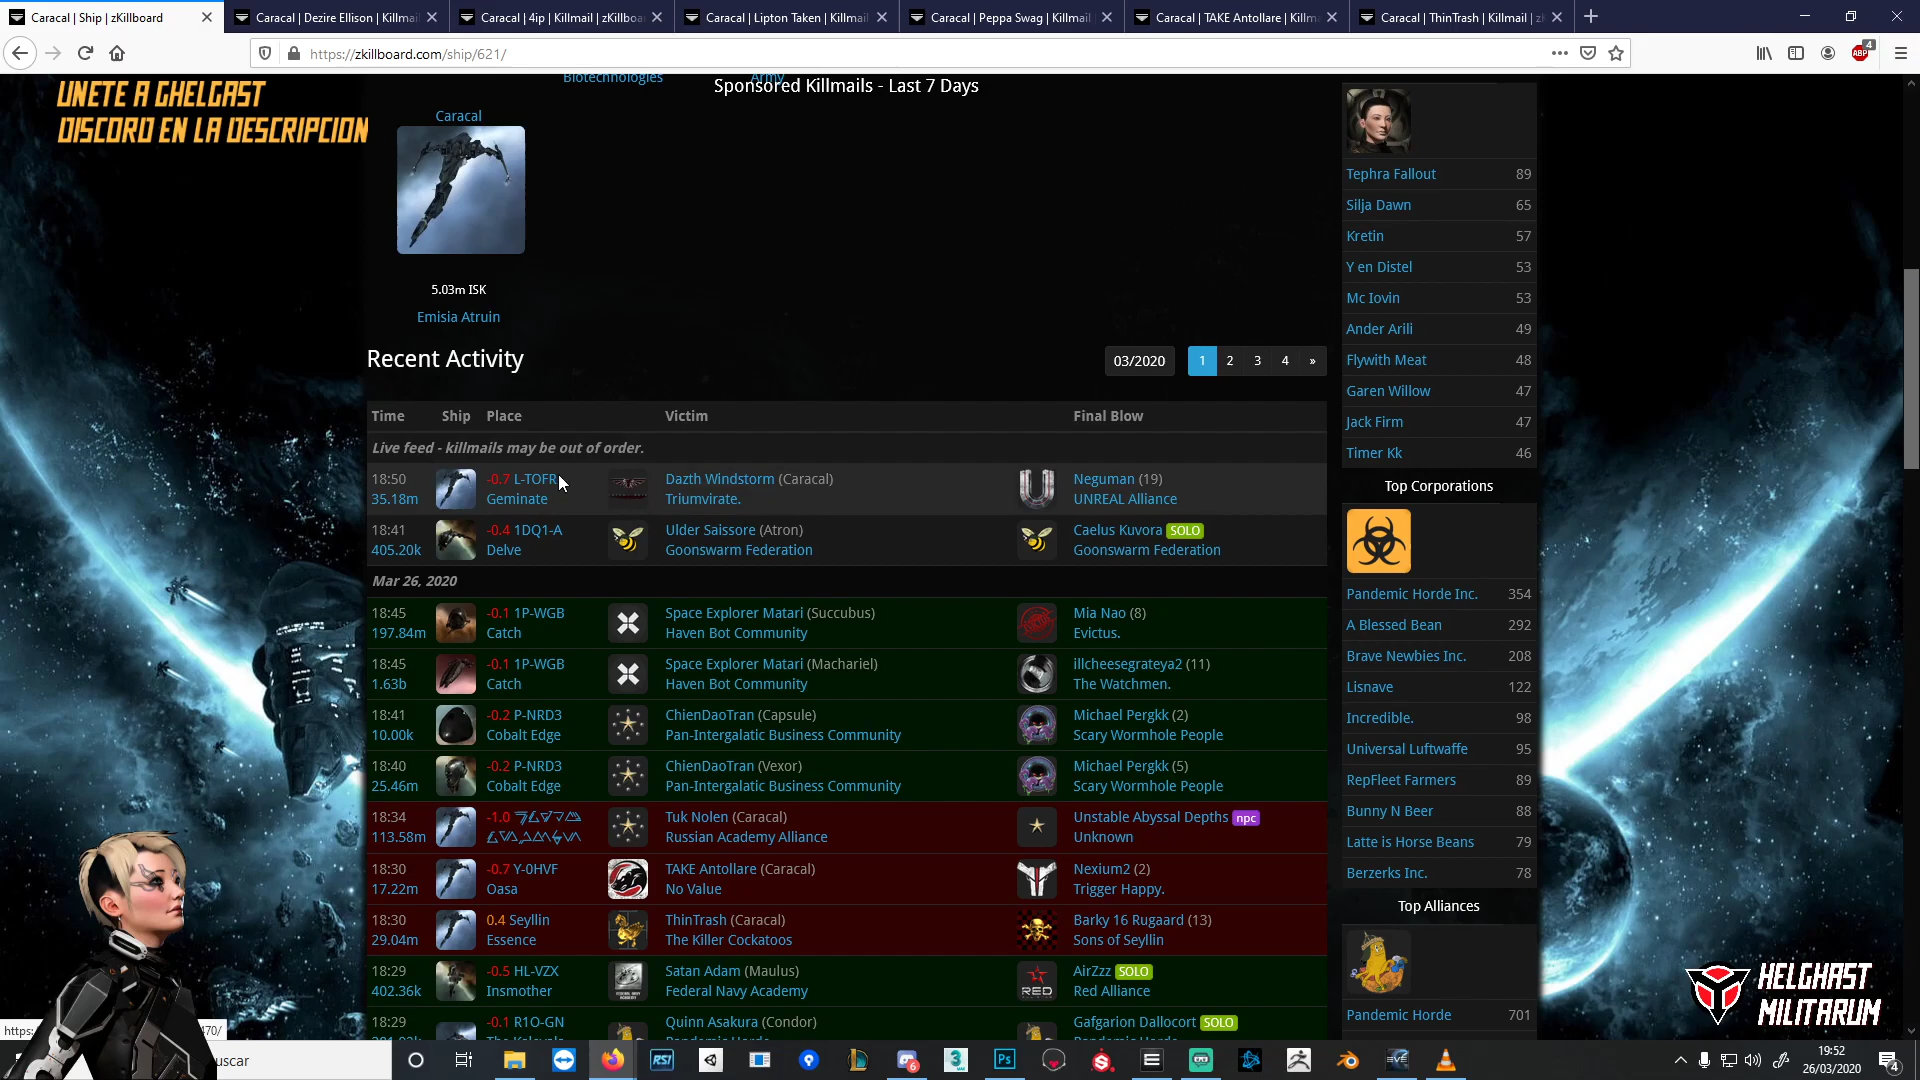 Caracal | Ship | zKillboard
Caracal | Dezire Ellison | Killmai
Caracal | 4ip | Killmail | zKillboa
Caracal | Lipton Taken | Killmail
Caracal | Peppa Swag | Killmail
Caracal | TAKE Antollare | Killm
Caracal | ThinTrash | Killmail | zK
https://zkillboard.com/ship/621/
ABP
4
UNETE A GHELGAST
DISCORD EN LA DESCRIPCION
Biotechnologies
Army
Sponsored Killmails - Last 7 Days
Caracal
5.03m ISK
Emisia Atruin
Recent Activity
03/2020
1 2 3 4 »
Time Ship Place Victim Final Blow
Live feed - killmails may be out of order.
18:50 -0.7 L-TOFR Dazth Windstorm (Caracal) Neguman (19)
35.18m Geminate Triumvirate. UNREAL Alliance
18:41 -0.4 1DQ1-A Ulder Saissore (Atron) Caelus Kuvora SOLO
405.20k Delve Goonswarm Federation Goonswarm Federation
Mar 26, 2020
18:45 -0.1 1P-WGB Space Explorer Matari (Succubus) Mia Nao (8)
197.84m Catch Haven Bot Community Evictus.
18:45 -0.1 1P-WGB Space Explorer Matari (Machariel) illcheesegrateya2 (11)
1.63b Catch Haven Bot Community The Watchmen.
18:41 -0.2 P-NRD3 ChienDaoTran (Capsule) Michael Pergkk (2)
10.00k Cobalt Edge Pan-Intergalatic Business Community Scary Wormhole People
18:40 -0.2 P-NRD3 ChienDaoTran (Vexor) Michael Pergkk (5)
25.46m Cobalt Edge Pan-Intergalatic Business Community Scary Wormhole People
18:34 -1.0 Tuk Nolen (Caracal) Unstable Abyssal Depths npc
113.58m Russian Academy Alliance Unknown
18:30 -0.7 Y-0HVF TAKE Antollare (Caracal) Nexium2 (2)
17.22m Oasa No Value Trigger Happy.
18:30 0.4 Seyllin ThinTrash (Caracal) Barky 16 Rugaard (13)
29.04m Essence The Killer Cockatoos Sons of Seyllin
18:29 -0.5 HL-VZX Satan Adam (Maulus) AirZzz SOLO
402.36k Insmother Federal Navy Academy RED Red Alliance
18:29 -0.1 R1O-GN Quinn Asakura (Condor) Gafgarion Dallocort SOLO
Tephra Fallout 89
Silja Dawn 65
Kretin 57
Y en Distel 53
Mc Iovin 53
Ander Arili 49
Flywith Meat 48
Garen Willow 47
Jack Firm 47
Timer Kk 46
Top Corporations
Pandemic Horde Inc. 354
A Blessed Bean 292
Brave Newbies Inc. 208
Lisnave 122
Incredible. 98
Universal Luftwaffe 95
RepFleet Farmers 89
Bunny N Beer 88
Latte is Horse Beans 79
Berzerks Inc. 78
Top Alliances
Pandemic Horde 701
HELGHAST
MILITARUM
https:
470/
uscar
RSI
6
3
Ps
19:52
26/03/2020
4